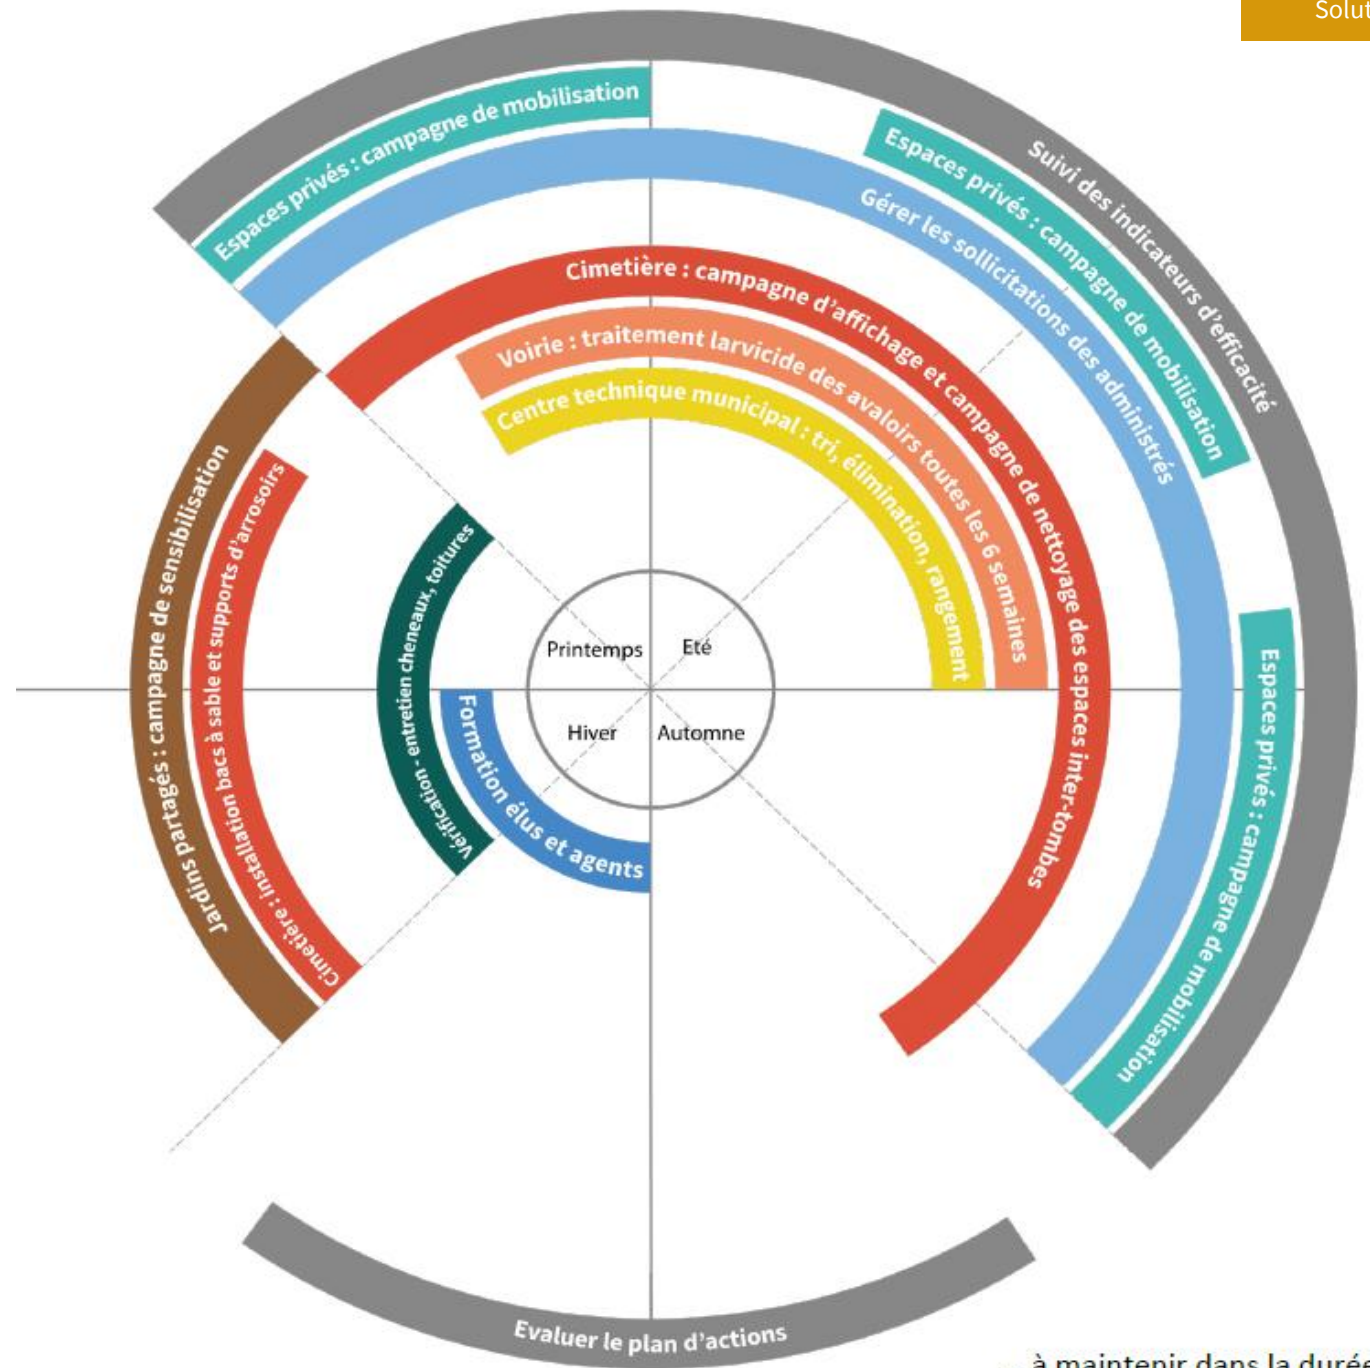 Solut
Espaces privés : campagne de mobilisation
Espaces privés : campagne de mobilisation
Suivi des indicateurs d'efficacité
Gérer les sollicitations des administrés
Cimetière : campagne d'affichage et campagne de nettoyage des espaces inter-tombes
Voirie : traitement larvicide des avaloirs toutes les 6 semaines
Centre technique municipal : tri, élimination, rangement
Jardins partagés : campagne de sensibilisation
Cimetière : installation bacs à sable et supports d'arrosoirs
Vérification - entretien cheneaux, toitures
Formation élus et agents
Printemps
Eté
Hiver
Automne
Espaces privés : campagne de mobilisation
Evaluer le plan d'actions
à maintenir dans la durée